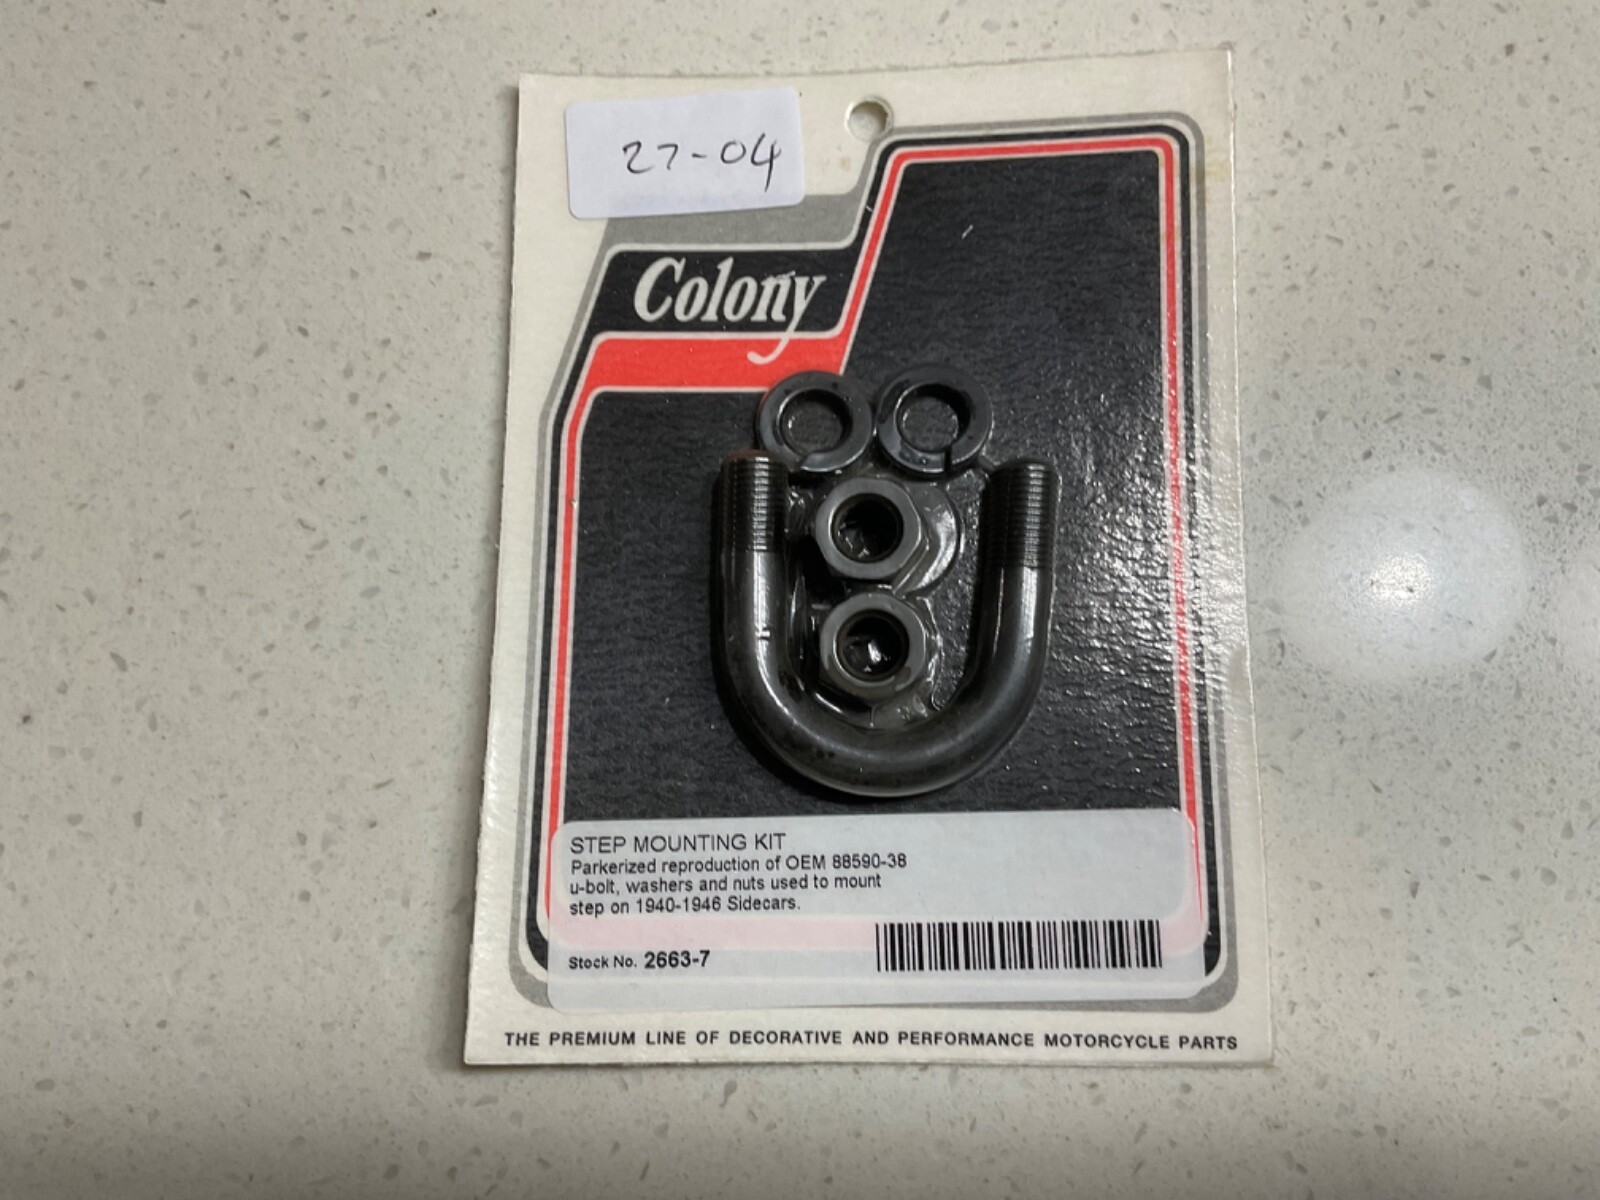 27-04
Colony
STEP MOUNTING KIT
Parkerized reproduction of OEM 88590-38
u-bolt, washers and nuts used to mount
step on 1940-1946 Sidecars.
Stock No. 2663-7
THE PREMIUM LINE OF DECORATIVE AND PERFORMANCE MOTORCYCLE PARTS